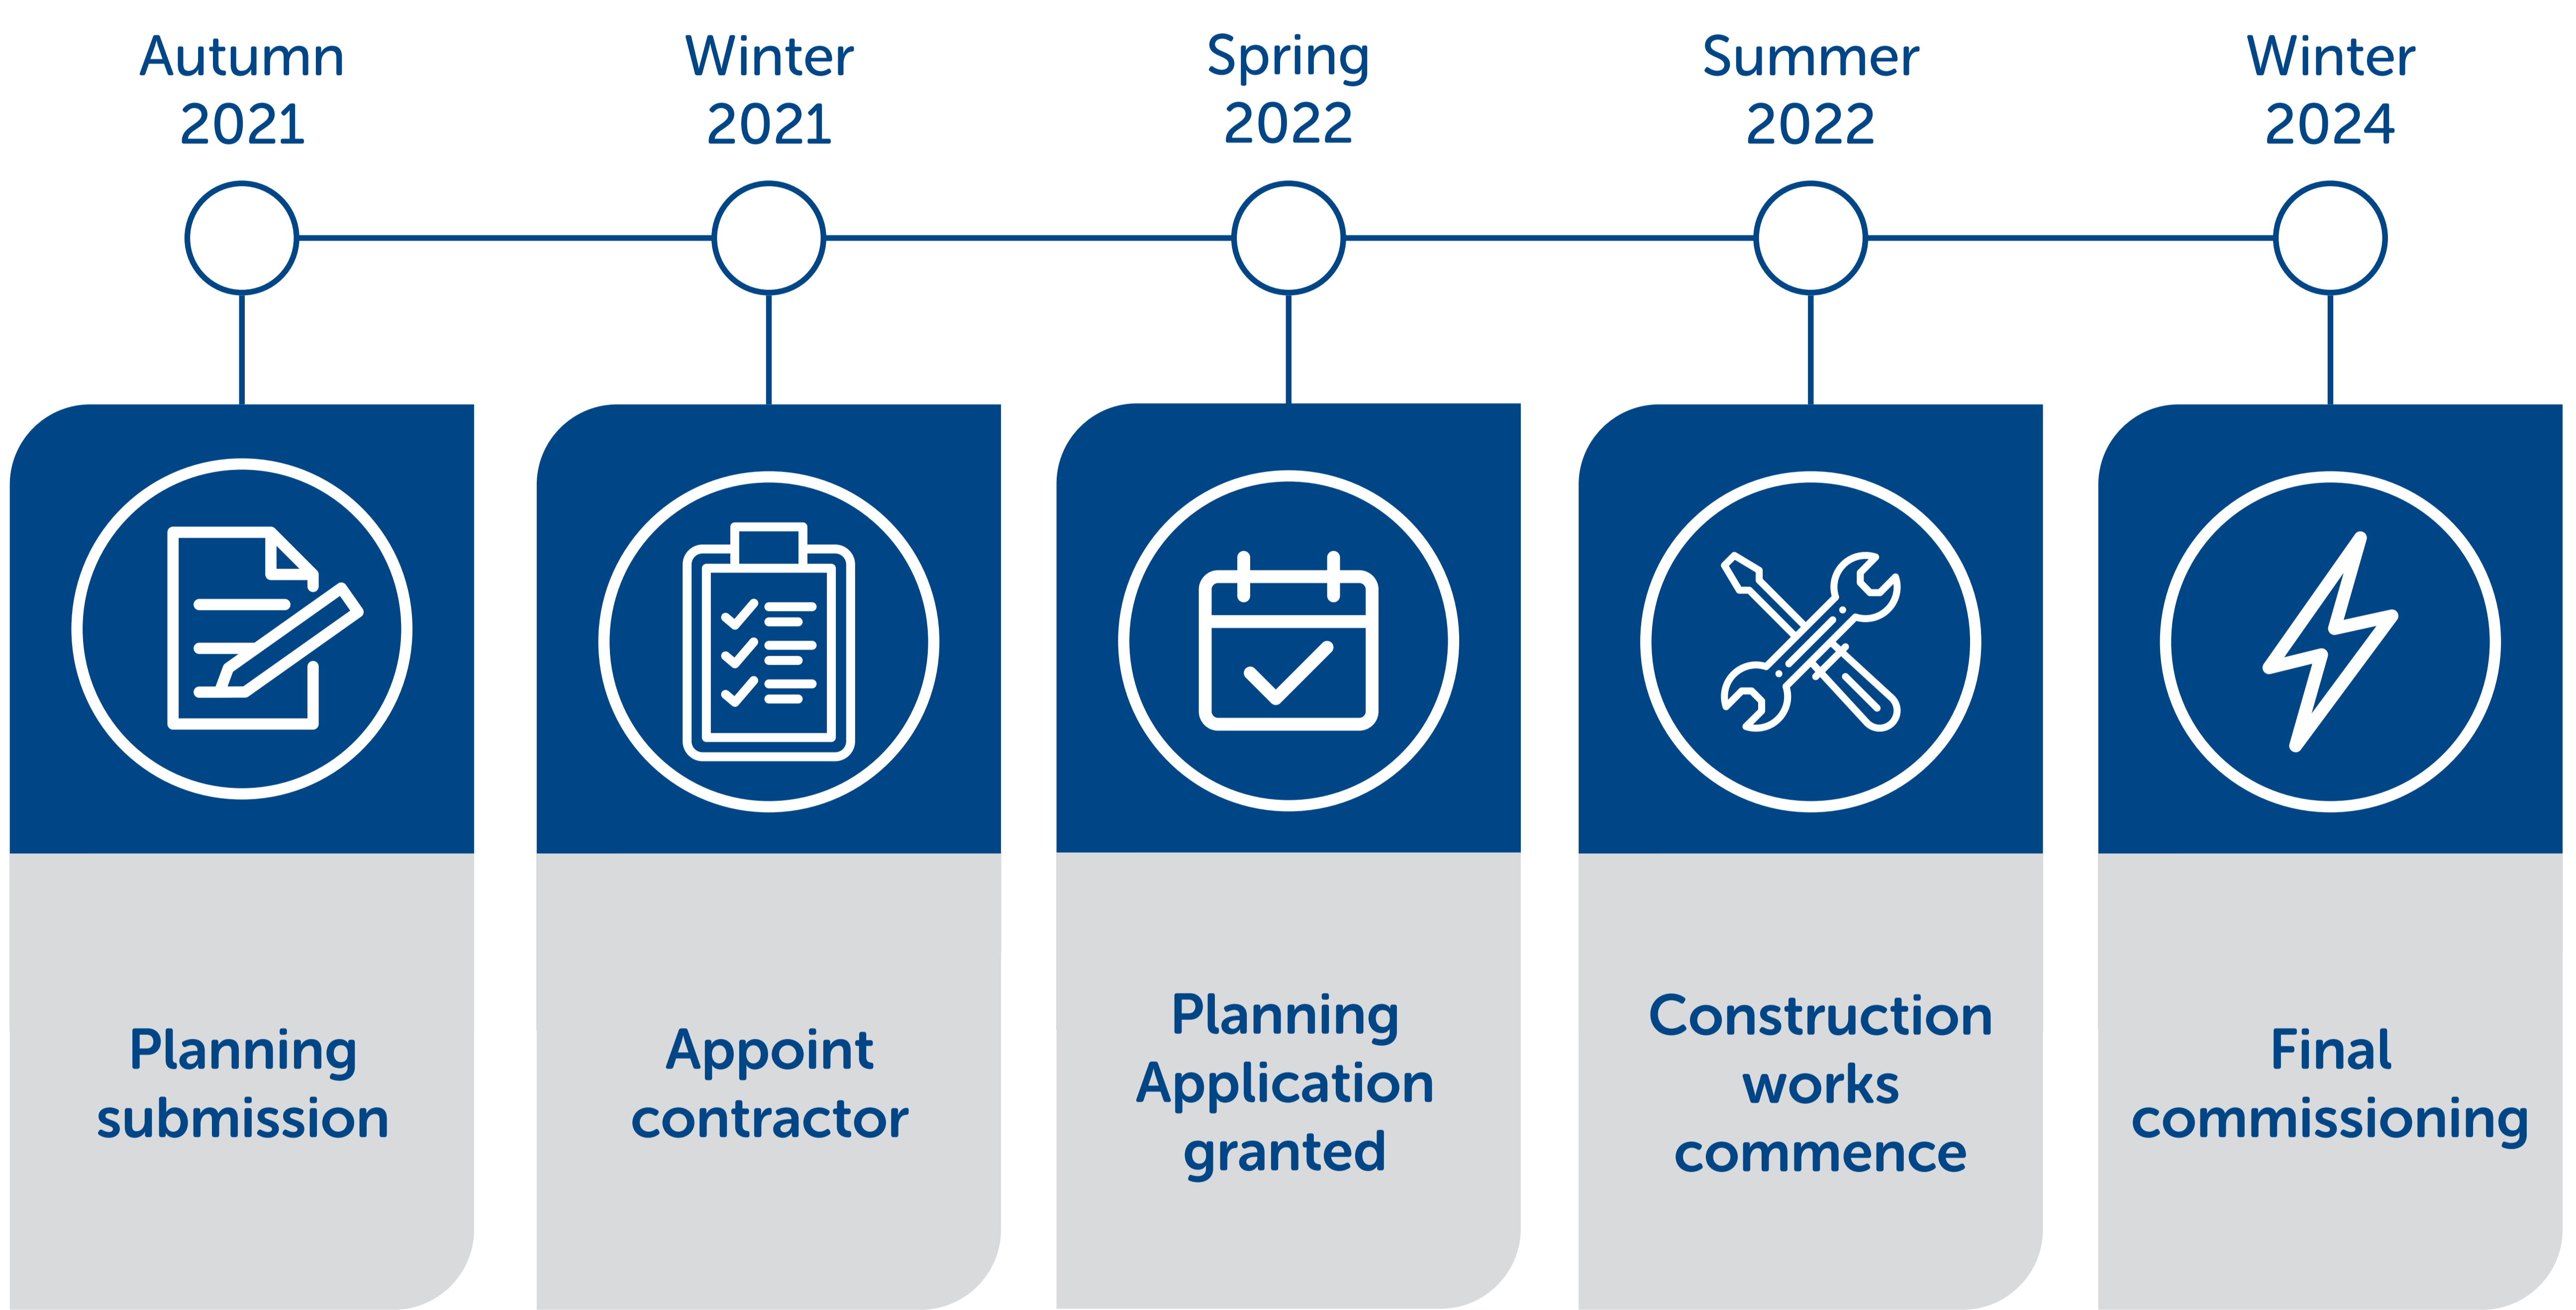 Autumn
2021
Winter
2021
Spring
2022
Summer
2022
Winter
2024
Planning
submission
Appoint
contractor
Planning
Application
granted
Construction
works
commence
Final
commissioning